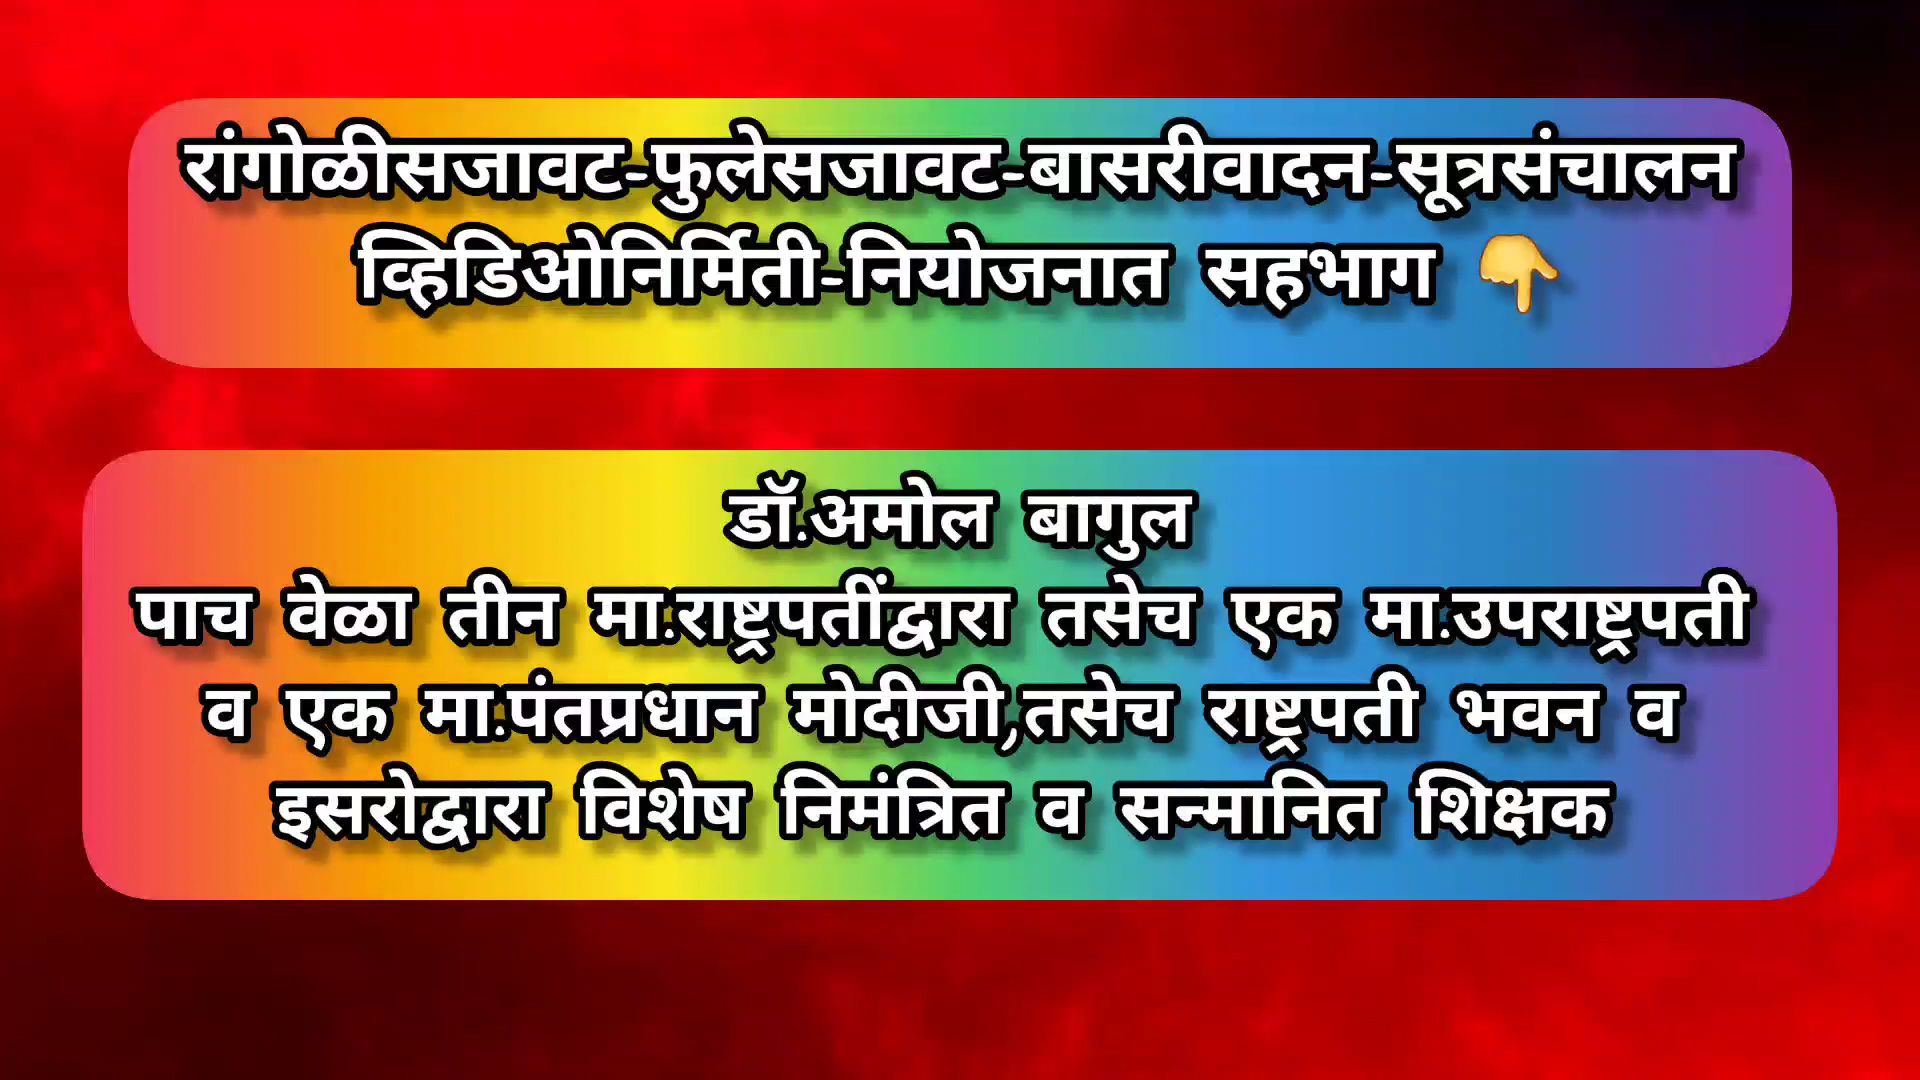 रांगोळीसजावट-फुलेसजावट-बासरीवादन-सूत्रसंचालन
व्हिडिओनिर्मिती-नियोजनात सहभाग 👇
डॉ.अमोल बागुल
पाच वेळा तीन मा.राष्ट्रपतींद्वारा तसेच एक मा.उपराष्ट्रपती
व एक मा.पंतप्रधान मोदीजी,तसेच राष्ट्रपती भवन व
इसरोद्वारा विशेष निमंत्रित व सन्मानित शिक्षक